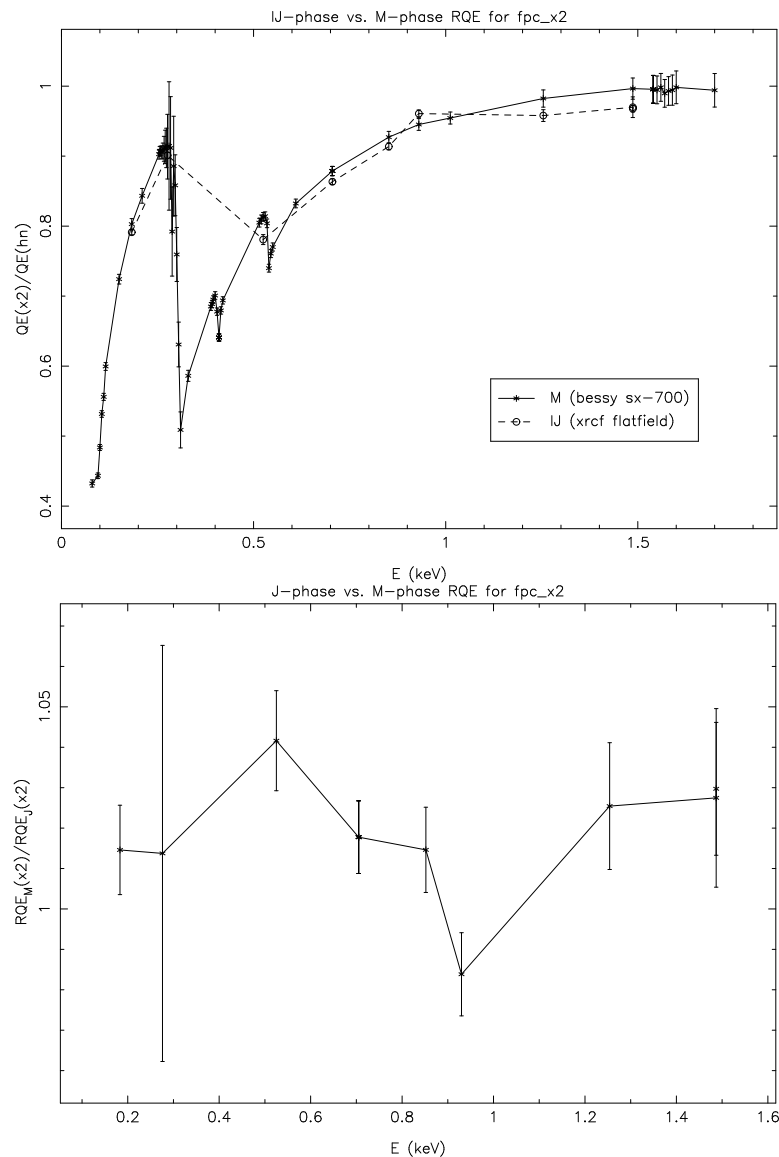 IJ-phase vs. M-phase RQE for fpc_x2
QE(x2)/QE(hn)
1
0.8
0.6
0.4
M (bessy sx-700)
IJ (xrcf flatfield)
0 0.5 1 1.5
E (keV)
J-phase vs. M-phase RQE for fpc_x2
RQE_M(x2)/RQE_J(x2)
1.05
1
0.2 0.4 0.6 0.8 1 1.2 1.4 1.6
E (keV)